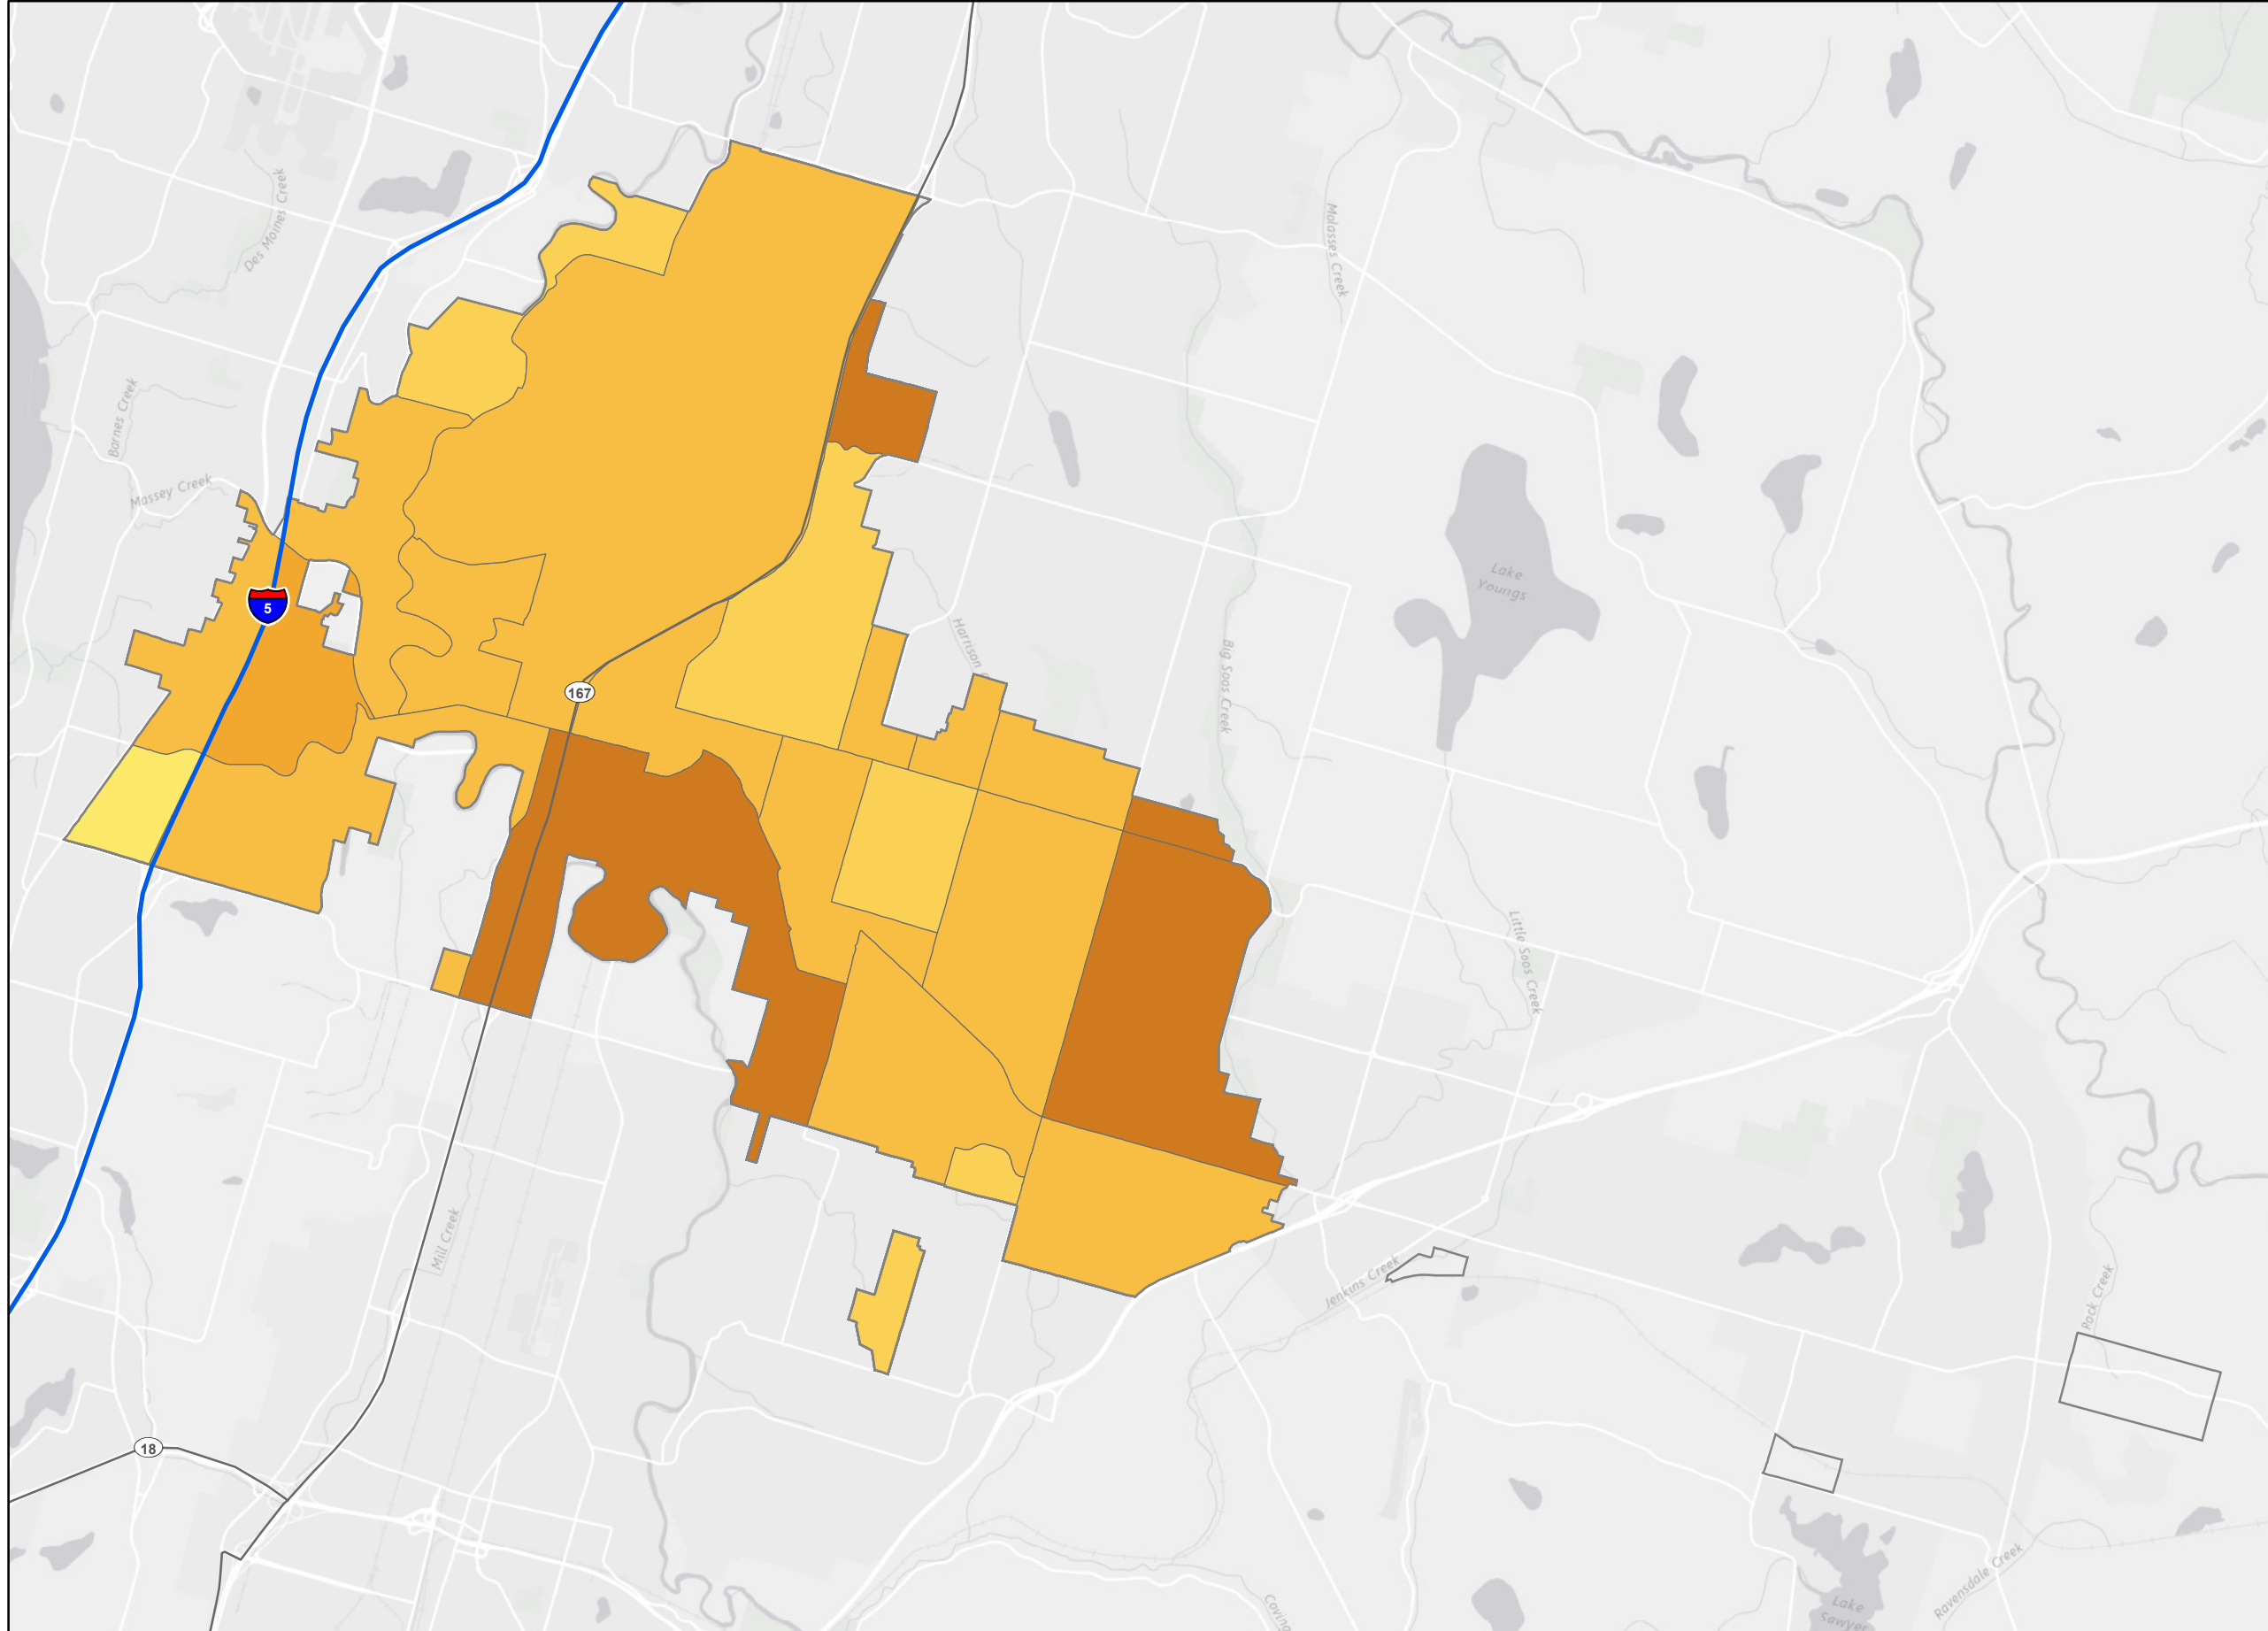 Des Moines Creek
Molasses Creek
Barnes Creek
Massey Creek
Lake
Youngs
5
Harrison
Big Soos Creek
167
Little Soos Creek
Mill Creek
Jenkins Creek
Rock Creek
18
Ravensdale Creek
Lake
Sawyer